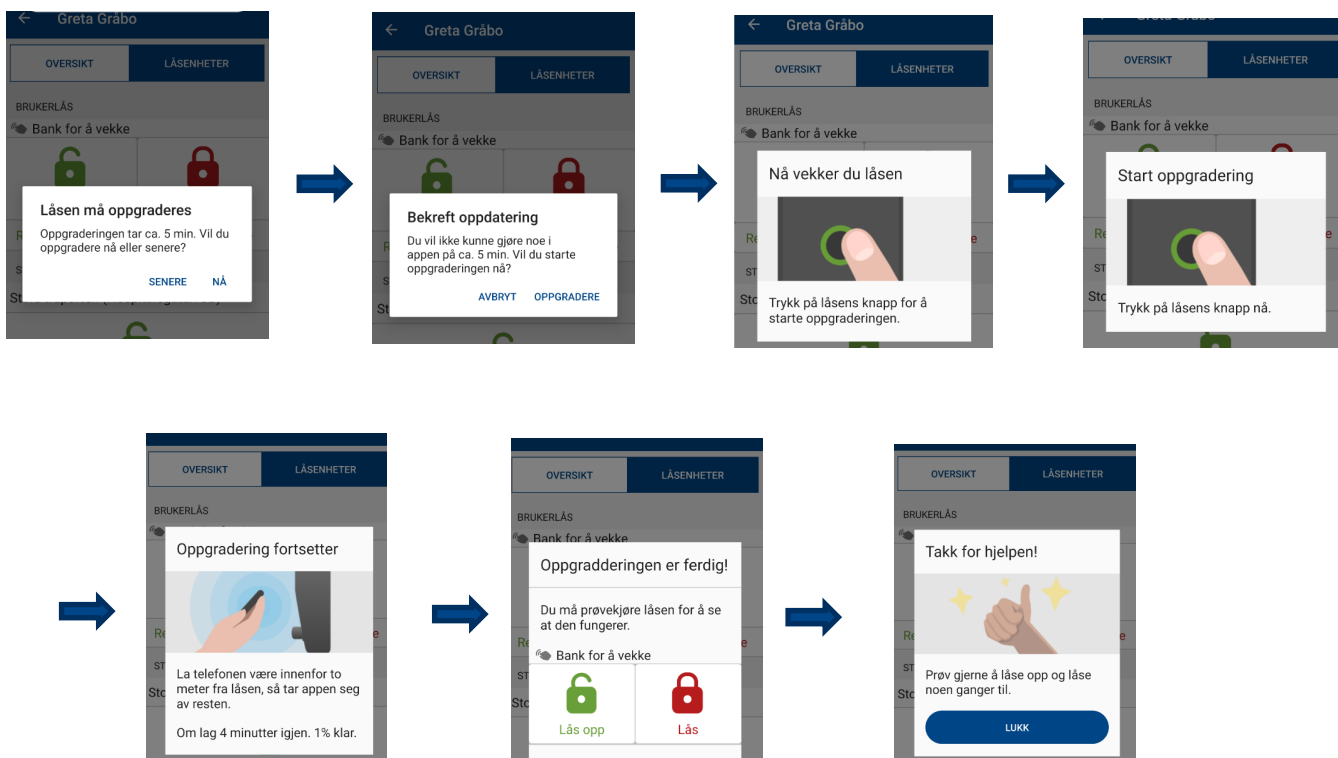 Greta Gråbo
OVERSIKT
LÅSENHETER
BRUKERLÅS
Bank for å vekke
Låsen må oppgraderes
Oppgraderingen tar ca. 5 min. Vil du
oppgradere nå eller senere?
SENERE
NÅ
Greta Gråbo
OVERSIKT
LÅSENHETER
BRUKERLÅS
Bank for å vekke
Bekreft oppdatering
Du vil ikke kunne gjøre noe i
appen på ca. 5 min. Vil du starte
oppgraderingen nå?
AVBRYT
OPPGRADERE
Greta Gråbo
OVERSIKT
LÅSENHETER
BRUKERLÅS
Bank for å vekke
Nå vekker du låsen
Trykk på låsens knapp for å
starte oppgraderingen.
OVERSIKT
LÅSENHETER
BRUKERLÅS
Bank for å vekke
Start oppgradering
Trykk på låsens knapp nå.
OVERSIKT
LÅSENHETER
BRUKERLÅS
Oppgradering fortsetter
La telefonen være innenfor to
meter fra låsen, så tar appen seg
av resten.
Om lag 4 minutter igjen. 1% klar.
OVERSIKT
LÅSENHETER
BRUKERLÅS
Bank for å vekke
Oppgradderingen er ferdig!
Du må prøvekjøre låsen for å se
at den fungerer.
Bank for å vekke
Lås opp
Lås
OVERSIKT
LÅSENHETER
BRUKERLÅS
Takk for hjelpen!
Prøv gjerne å låse opp og låse
noen ganger til.
LUKK